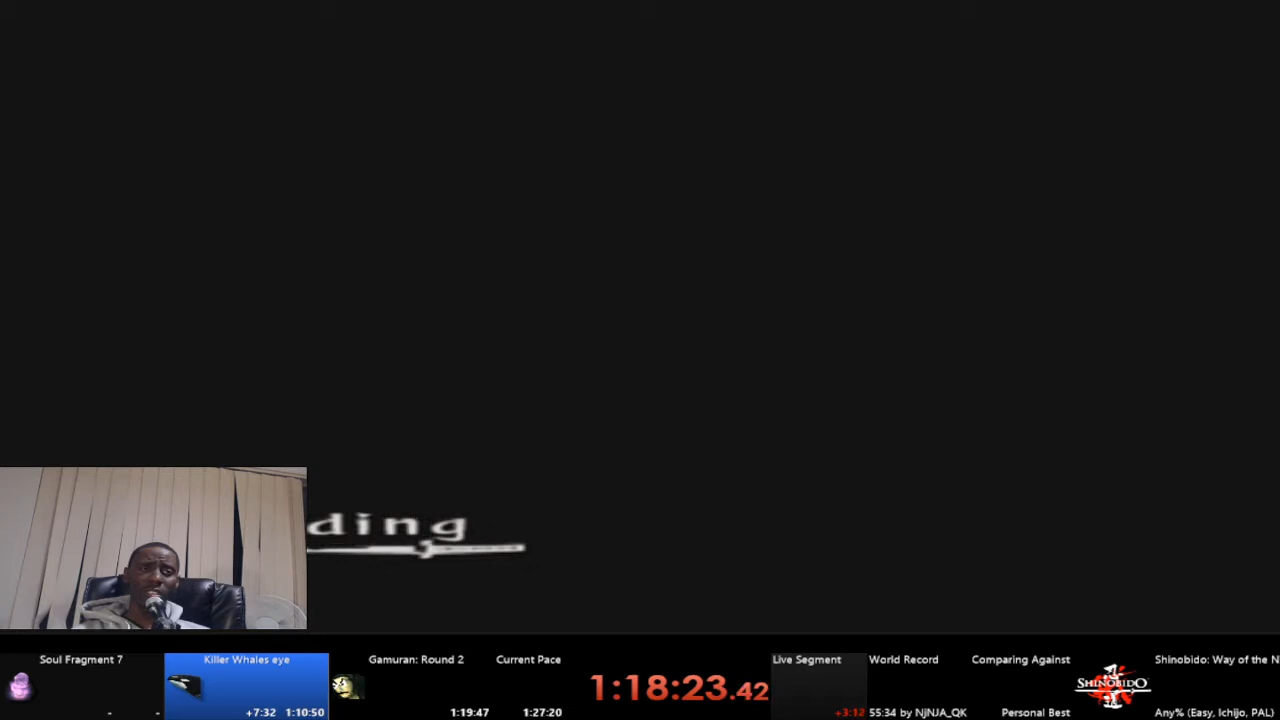 ding
Soul Fragment 7
- -
Killer Whales eye
+7:32 1:10:50
Gamuran: Round 2
1:19:47
Current Pace
1:27:20
1:18:23.42
Live Segment
+3:12
World Record
55:34 by NjNJA_QK
Comparing Against
Personal Best
SHINOBIDO
Shinobido: Way of the N
Any% (Easy, Ichijo, PAL)